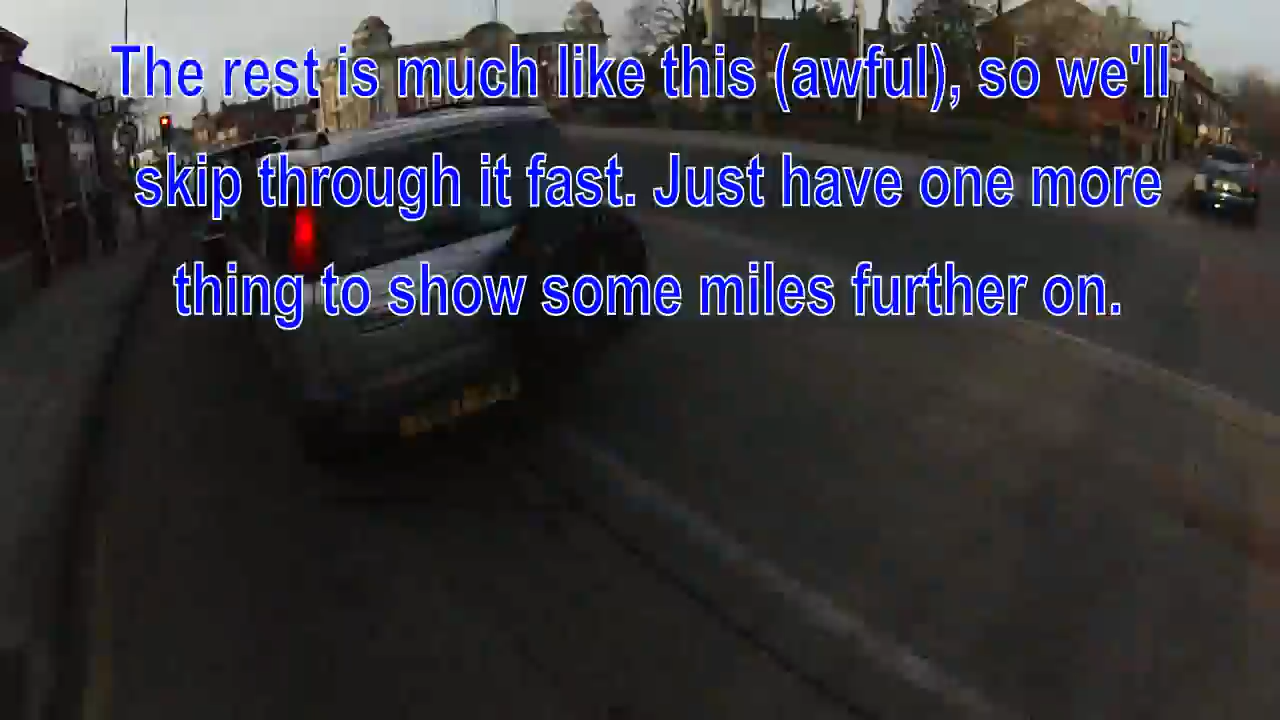 The rest is much like this (awful), so we'll
skip through it fast. Just have one more
thing to show some miles further on.